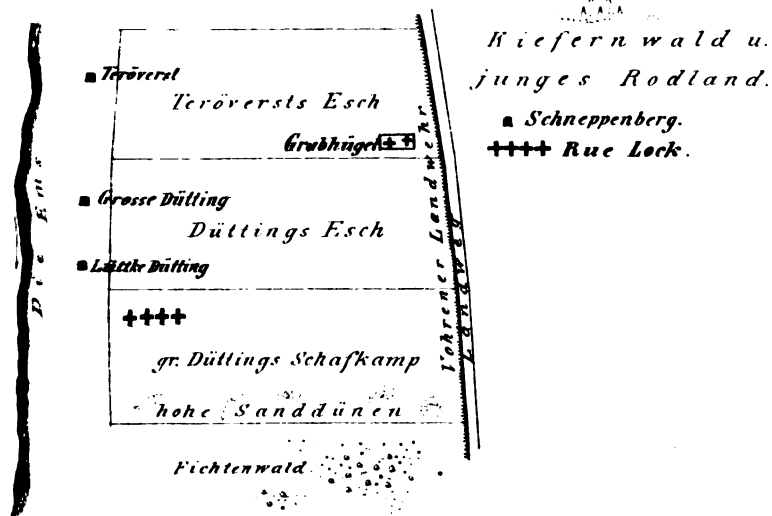 Kiefernwald u.
junges Rodland.
Teröverst
Teröversts Esch
Schneppenberg.
Grabhügel
Rue Lock.
Grosse Dütting
Düttings Esch
Lüttke Dütting
gr. Düttings Schafkamp
hohe Sanddünen
Fichtenwald
Die Ems
Vohrener Landwehr
Landweg